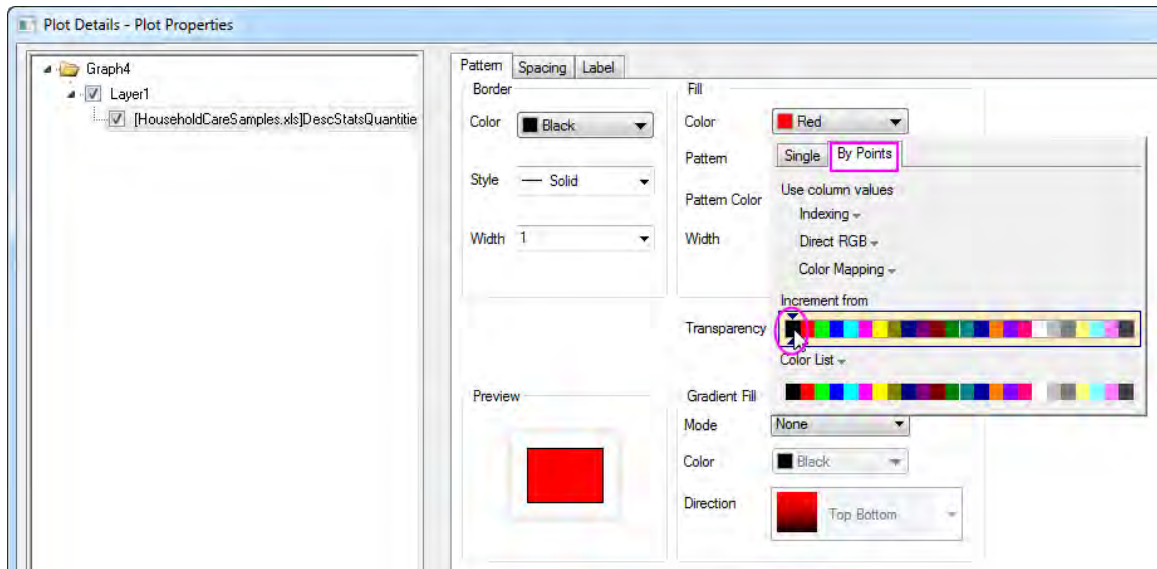 Plot Details - Plot Properties
Graph4
Layer1
[HouseholdCareSamples.xls]DescStatsQuantitie
Pattern Spacing Label
Border
Color Black
Style Solid
Width 1
Preview
Fill
Color Red
Pattern
Pattern Color
Width
Single By Points
Use column values
Indexing
Direct RGB
Color Mapping
Increment from
Transparency
Color List
Gradient Fill
Mode None
Color Black
Direction Top Bottom